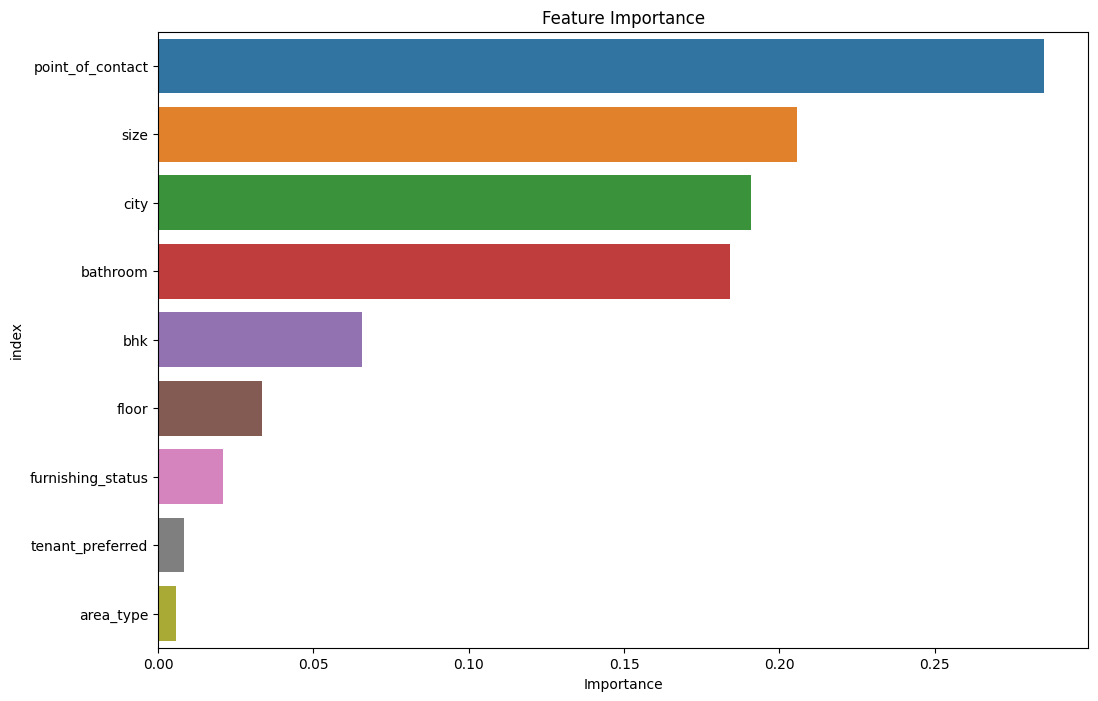 Feature Importance
point_of_contact
size
city
bathroom
bhk
floor
furnishing_status
tenant_preferred
area_type
index
0.00 0.05 0.10 0.15 0.20 0.25
Importance